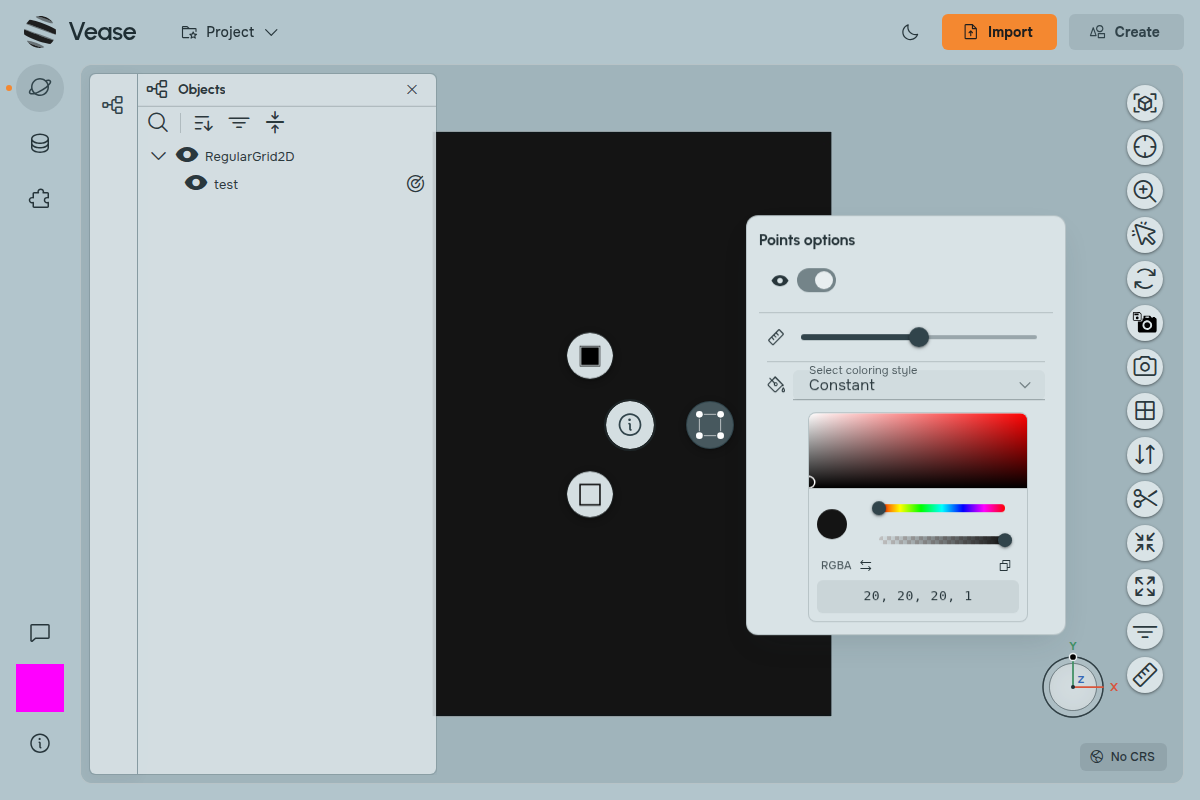 Vease
Project
Import
Create
Objects
RegularGrid2D
test
Points options
Select coloring style
Constant
RGBA
20, 20, 20, 1
Y
Z
X
No CRS